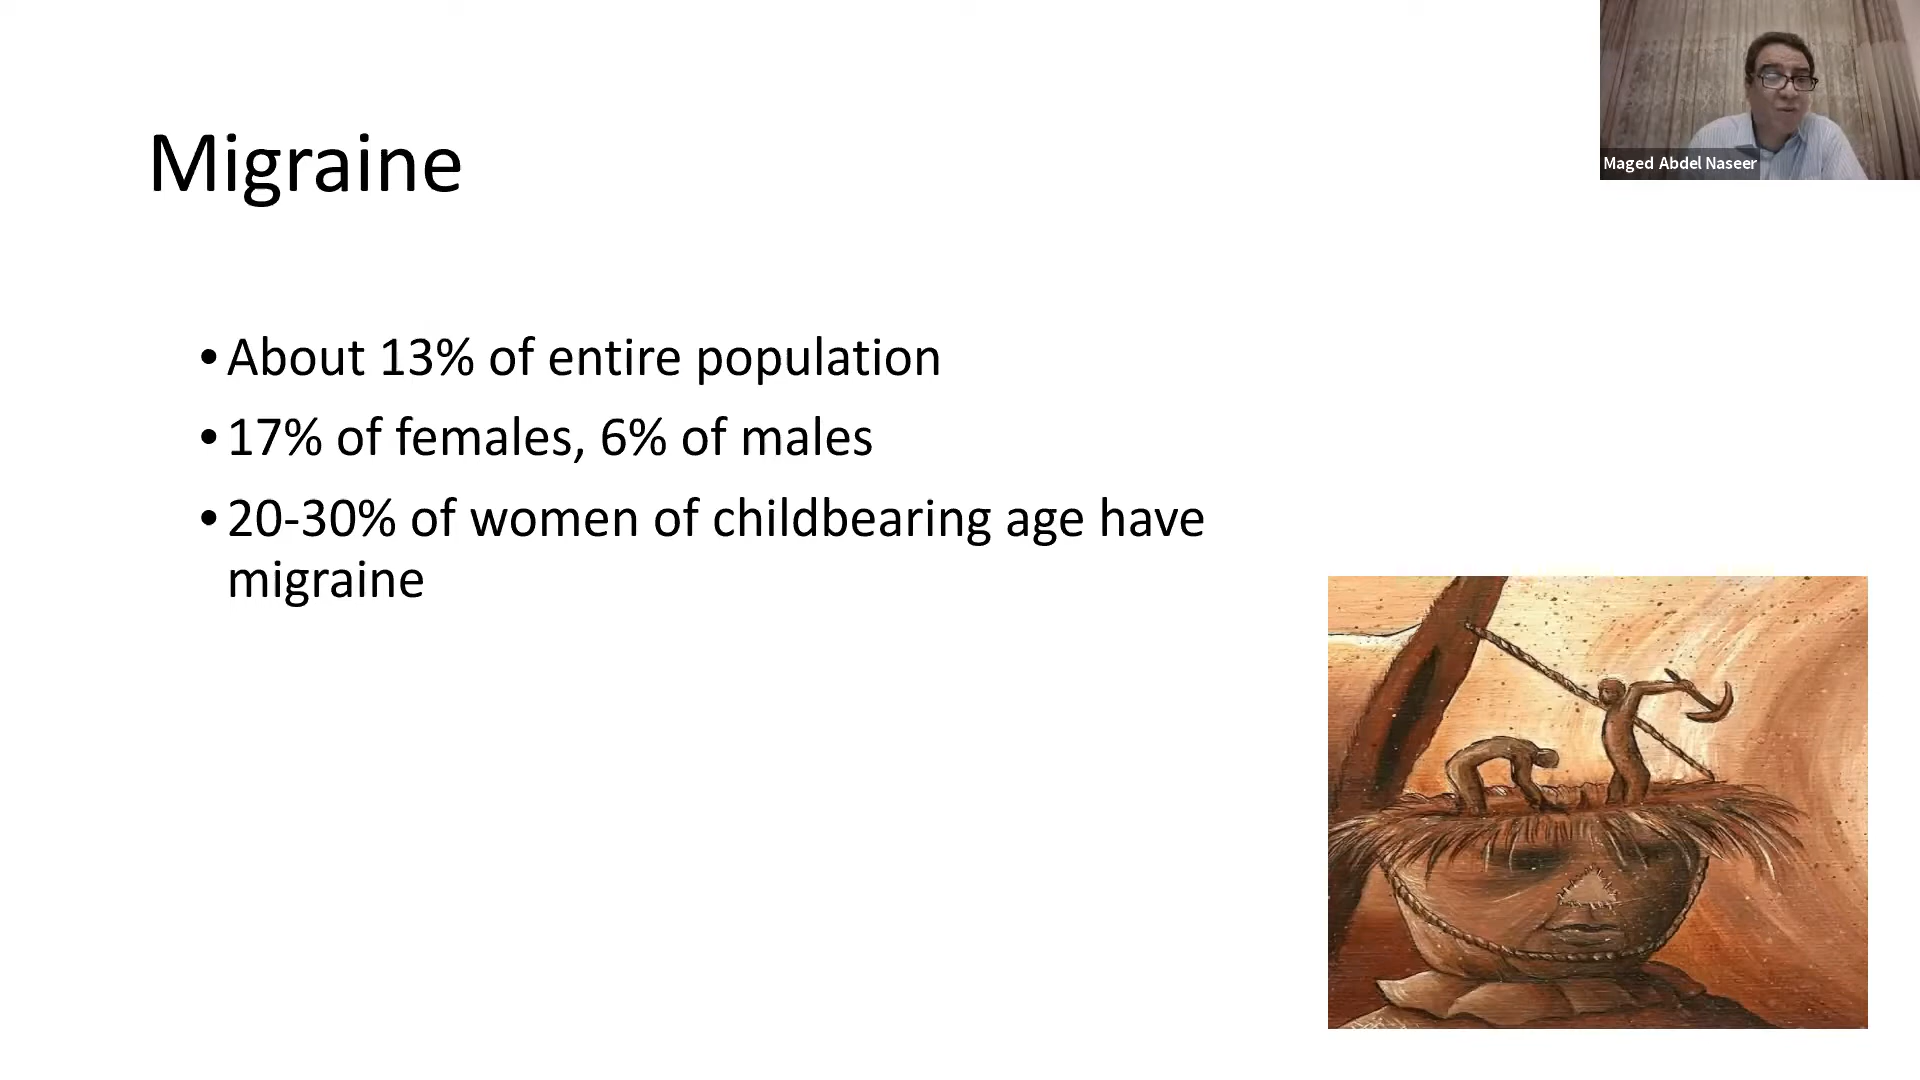 Maged Abdel Naseer
Migraine
• About 13% of entire population
• 17% of females, 6% of males
• 20-30% of women of childbearing age have
migraine